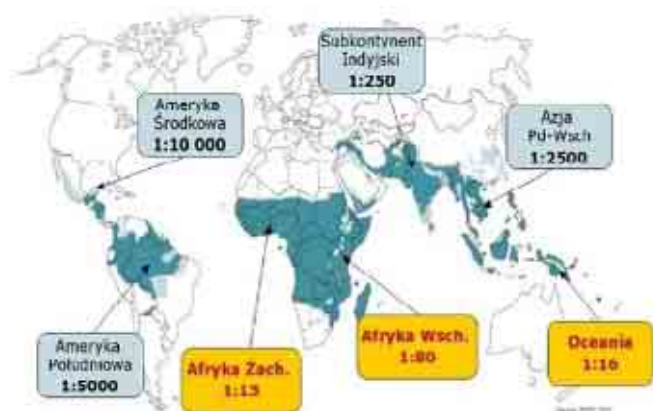 Subkontynent
Indyjski
1:250
Ameryka
Środkowa
1:10 000
Azja
Pd-Wsch
1:2500
Ameryka
Południowa
1:5000
Afryka Zach.
1:15
Afryka Wsch.
1:80
Oceania
1:16